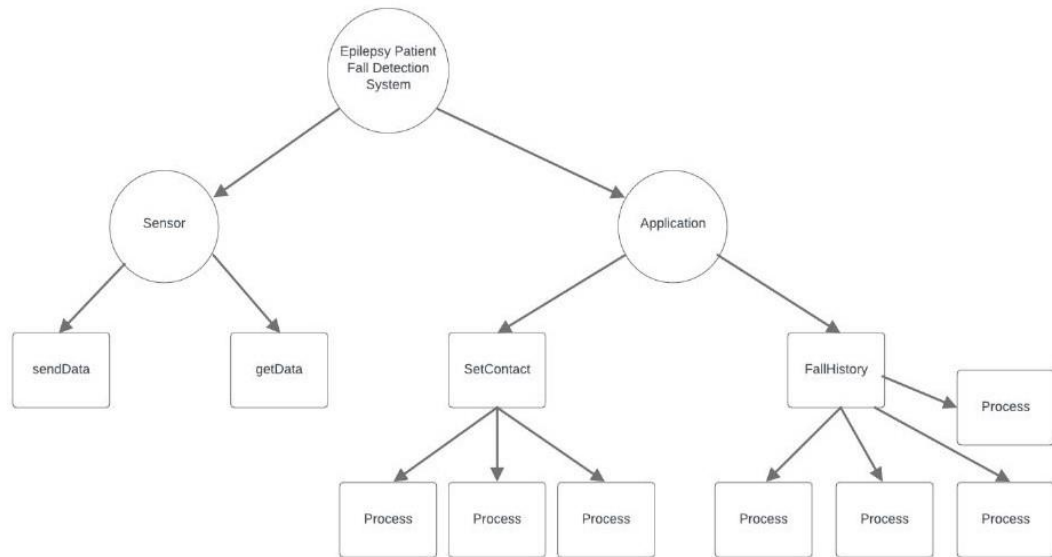 Epilepsy Patient
Fall Detection
System
Sensor
Application
sendData
getData
SetContact
FallHistory
Process
Process
Process
Process
Process
Process
Process